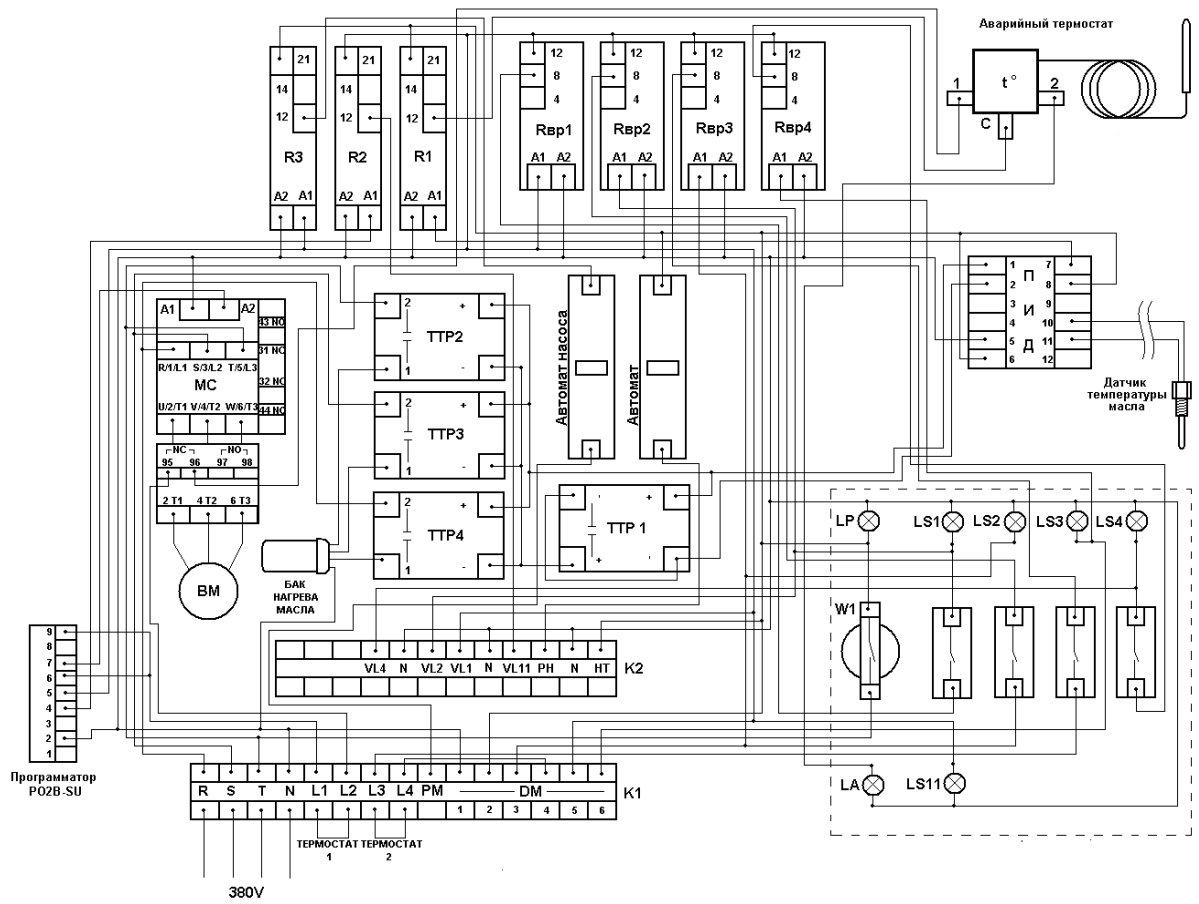 Аварийный термостат
21 21 21 12 12 12 12
14 14 14 8 8 8 8
12 12 12 4 4 4 4
R3 R2 R1 Rвр1 Rвр2 Rвр3 Rвр4
A1 A2 A1 A2 A1 A2 A1 A2
A2 A1 A2 A1 A2 A1
1 t° 2
C
1 П 7
2 8
3 И 9
4 10
5 Д 11
6 12
Датчик
температуры
масла
A1 A2
43 NO
31 NC
R/1/L1 S/3/L2 T/5/L3
МС
32 NC
U/2/T1 V/4/T2 W/6/T3
44 NO
NC NO
95 96 97 98
2 T1 4 T2 6 T3
ВМ
2 +
ТТР2
1 -
2 +
ТТР3
1 -
2 +
ТТР4
1 -
Автомат насоса
Автомат
- +
ТТР 1
+ -
БАК
НАГРЕВА
МАСЛА
LP LS1 LS2 LS3 LS4
W1
LA LS11
VL4 N VL2 VL1 N VL11 PH N HT
К2
9
8
7
6
5
4
3
2
1
Программатор
PO2B-SU
R S T N L1 L2 L3 L4 PM DM
К1
1 2 3 4 5 6
ТЕРМОСТАТ ТЕРМОСТАТ
1 2
380V